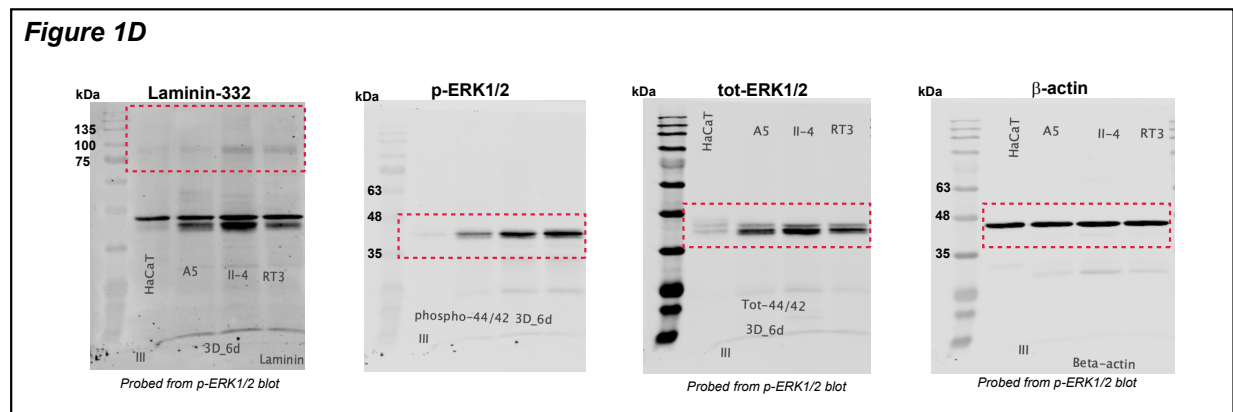 Figure 1D
kDa
Laminin-332
135
100
75
HaCaT
A5
II-4
RT3
III
3D_6d
Laminin
Probed from p-ERK1/2 blot
kDa
p-ERK1/2
63
48
35
phospho-44/42 3D_6d
III
kDa
tot-ERK1/2
HaCaT
A5
II-4
RT3
63
48
35
Tot-44/42
3D_6d
III
Probed from p-ERK1/2 blot
kDa
β-actin
HaCaT
A5
II-4
RT3
63
48
35
III
Beta-actin
Probed from p-ERK1/2 blot